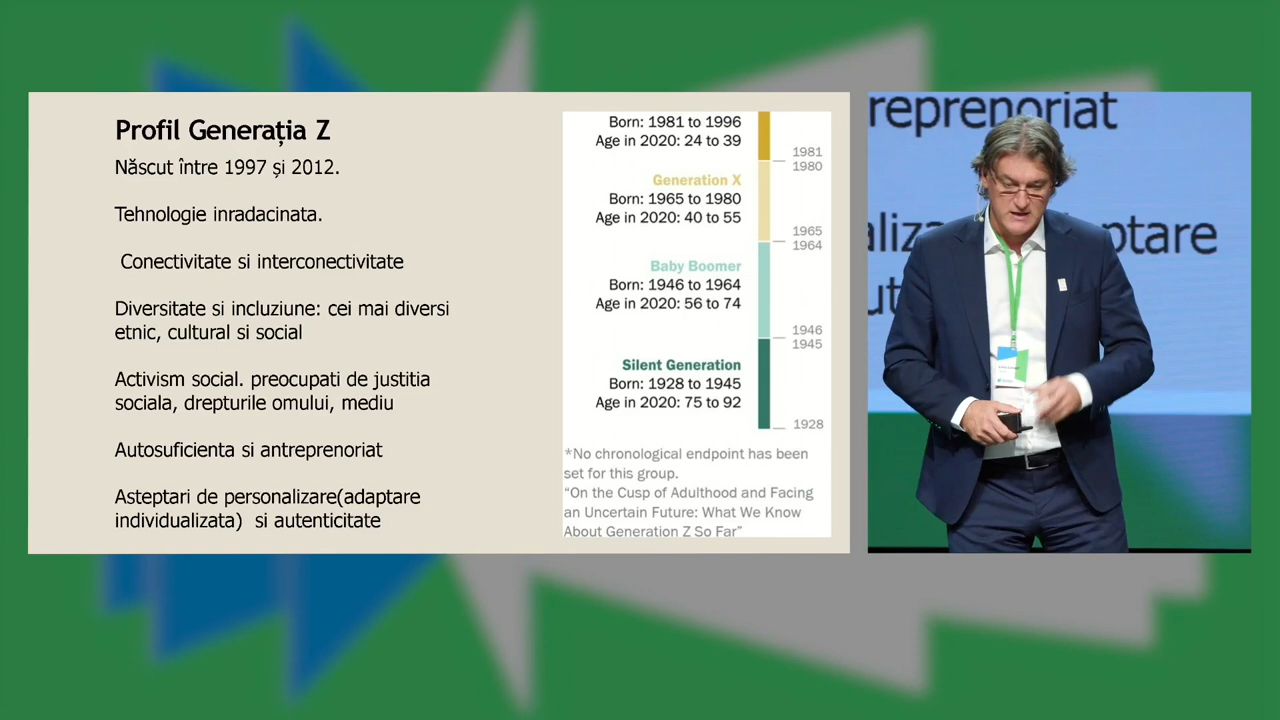 Profil Generația Z
Născut între 1997 și 2012.
Tehnologie inradacinata.
Conectivitate si interconectivitate
Diversitate si incluziune: cei mai diversi
etnic, cultural si social
Activism social. preocupati de justitia
sociala, drepturile omului, mediu
Autosuficienta si antreprenoriat
Asteptari de personalizare(adaptare
individualizata) si autenticitate
Born: 1981 to 1996
Age in 2020: 24 to 39
1981
1980
Generation X
Born: 1965 to 1980
Age in 2020: 40 to 55
1965
1964
Baby Boomer
Born: 1946 to 1964
Age in 2020: 56 to 74
1946
1945
Silent Generation
Born: 1928 to 1945
Age in 2020: 75 to 92
1928
*No chronological endpoint has been
set for this group.
“On the Cusp of Adulthood and Facing
an Uncertain Future: What We Know
About Generation Z So Far”
reprenoriat
aliza ptare
ut